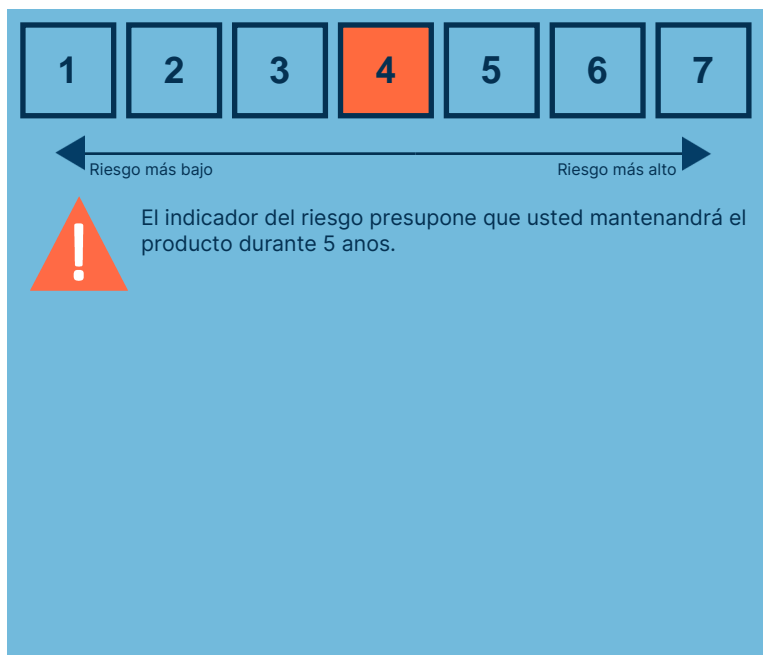 1 2 3 4 5 6 7
Riesgo más bajo Riesgo más alto
! El indicador del riesgo presupone que usted mantenandrá el
producto durante 5 anos.